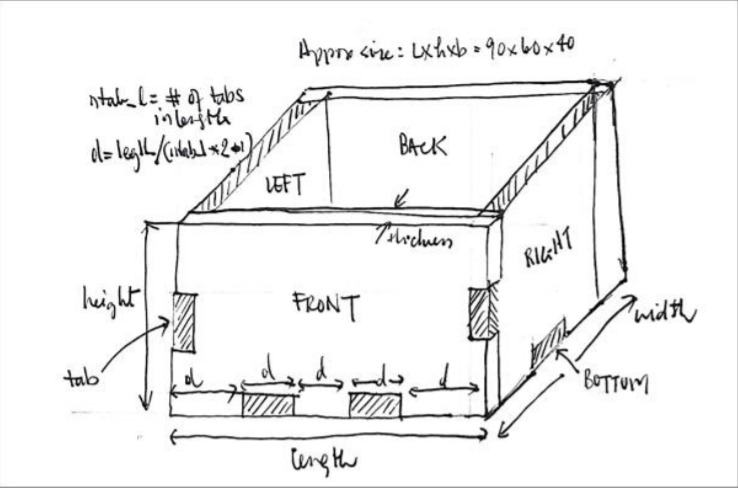 Approx size: Lxhxb = 90x60x40
ntab_l = # of tabs
in length
d = legth/(ntab_l*2+1)
BACK
LEFT
thickness
RIGHT
height
FRONT
width
tab
d
d
d
d
d
BOTTOM
length